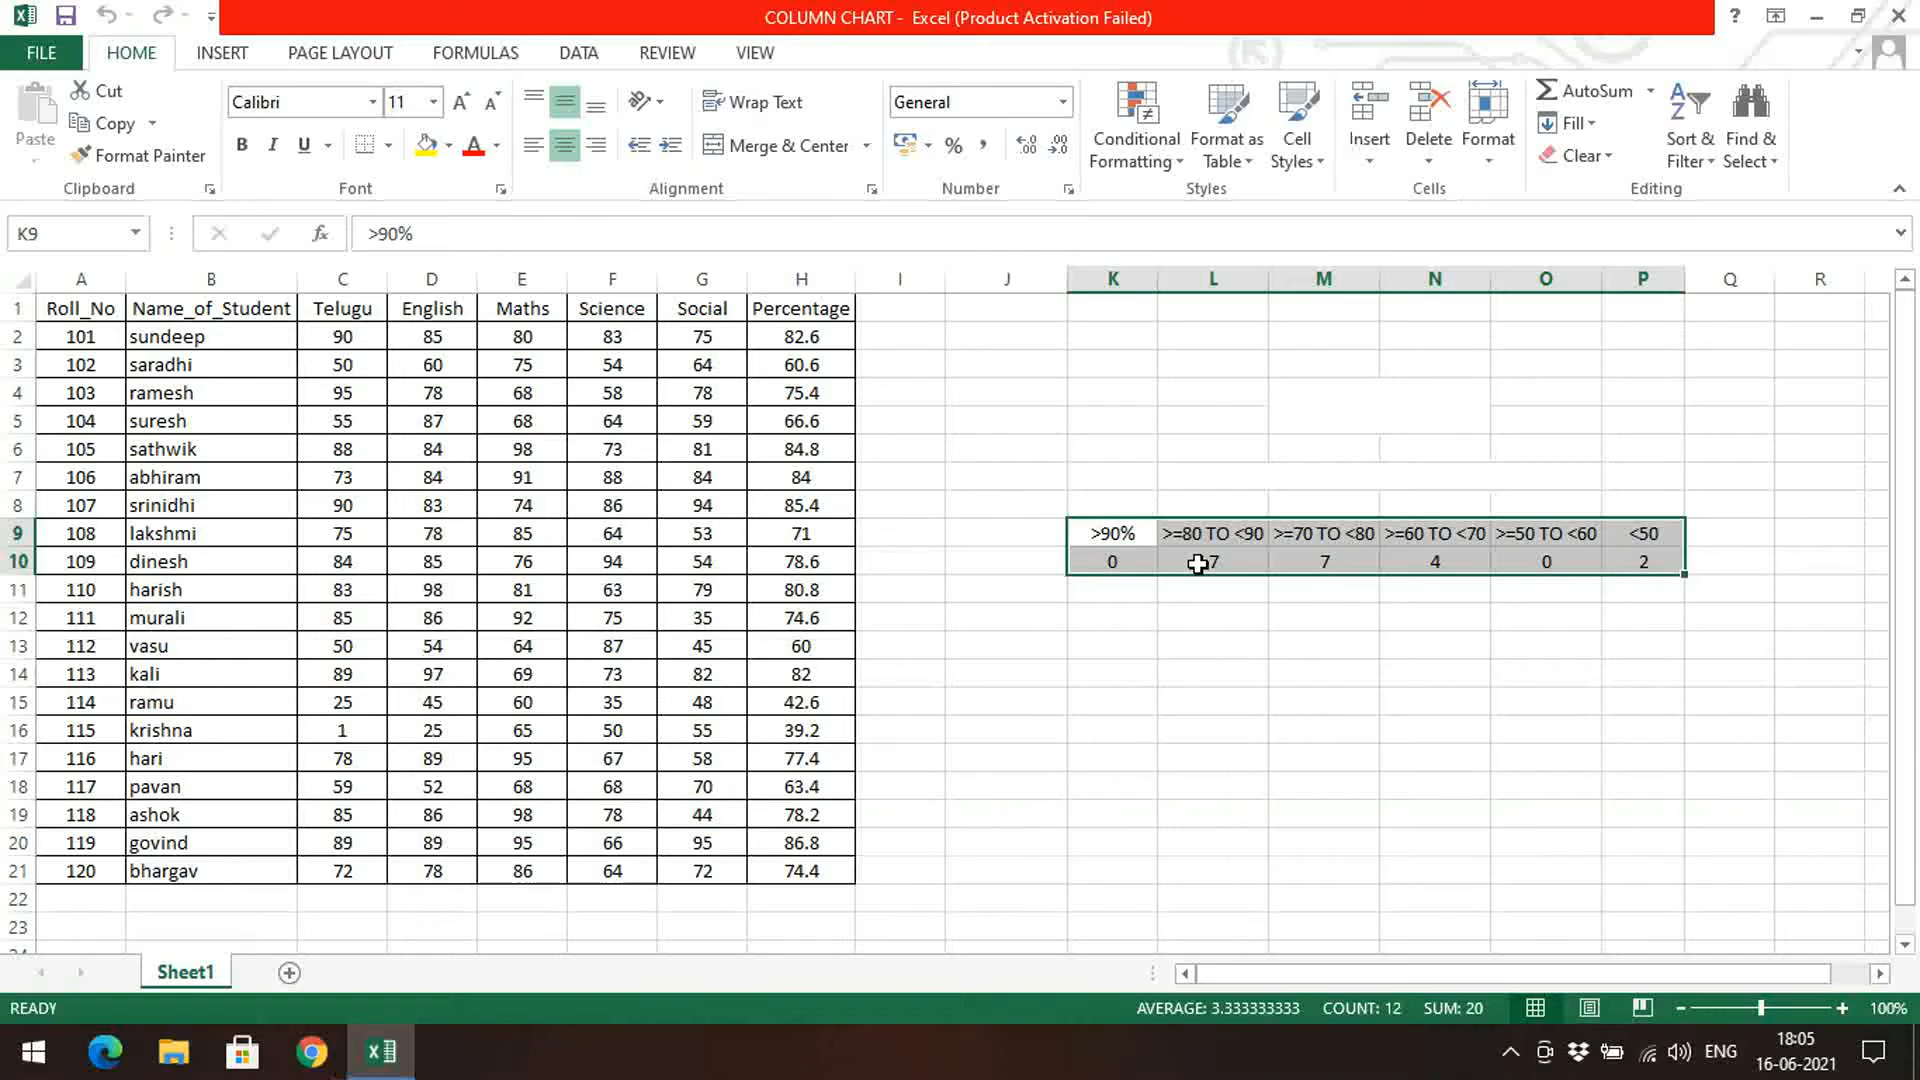 COLUMN CHART - Excel (Product Activation Failed)
?
FILE HOME INSERT PAGE LAYOUT FORMULAS DATA REVIEW VIEW
Paste
Cut
Copy
Format Painter
Clipboard
Calibri 11
B I U
Font
Wrap Text
Merge & Center
Alignment
General
%
Number
Conditional Formatting
Format as Table
Cell Styles
Styles
Insert
Delete
Format
Cells
AutoSum
Fill
Clear
Sort & Filter
Find & Select
Editing
K9 fx >90%
A B C D E F G H I J K L M N O P Q R
1 Roll_No Name_of_Student Telugu English Maths Science Social Percentage
2 101 sundeep 90 85 80 83 75 82.6
3 102 saradhi 50 60 75 54 64 60.6
4 103 ramesh 95 78 68 58 78 75.4
5 104 suresh 55 87 68 64 59 66.6
6 105 sathwik 88 84 98 73 81 84.8
7 106 abhiram 73 84 91 88 84 84
8 107 srinidhi 90 83 74 86 94 85.4
9 108 lakshmi 75 78 85 64 53 71 >90% >=80 TO <90 >=70 TO <80 >=60 TO <70 >=50 TO <60 <50
10 109 dinesh 84 85 76 94 54 78.6 0 7 7 4 0 2
11 110 harish 83 98 81 63 79 80.8
12 111 murali 85 86 92 75 35 74.6
13 112 vasu 50 54 64 87 45 60
14 113 kali 89 97 69 73 82 82
15 114 ramu 25 45 60 35 48 42.6
16 115 krishna 1 25 65 50 55 39.2
17 116 hari 78 89 95 67 58 77.4
18 117 pavan 59 52 68 68 70 63.4
19 118 ashok 85 86 98 78 44 78.2
20 119 govind 89 89 95 66 95 86.8
21 120 bhargav 72 78 86 64 72 74.4
22
23
Sheet1
READY AVERAGE: 3.333333333 COUNT: 12 SUM: 20 100%
ENG
18:05
16-06-2021